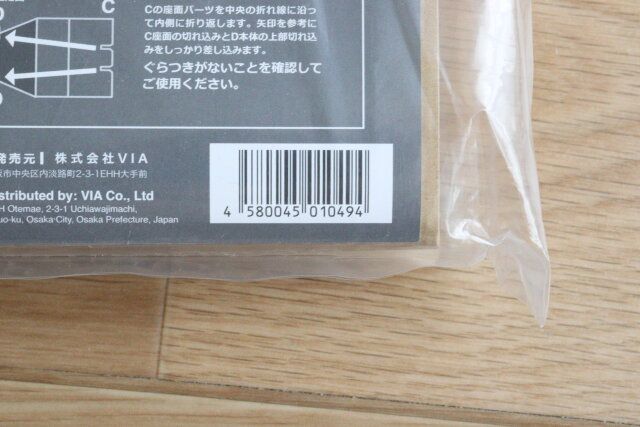 C
Cの座面パーツを中央の折れ線に沿っ
て内側に折り返します。矢印を参考に
C座面の切れ込みとD本体の上部切れ込
みをしっかり差し込みます。
ぐらつきがないことを確認して
ご使用ください。
発売元 株式会社VIA
阪市中央区内淡路町2-3-1EHH大手前
istributed by: VIA Co., Ltd
H Otemae, 2-3-1 Uchiawajimachi,
uo-ku, Osaka-City, Osaka Prefecture, Japan
4 580045 010494